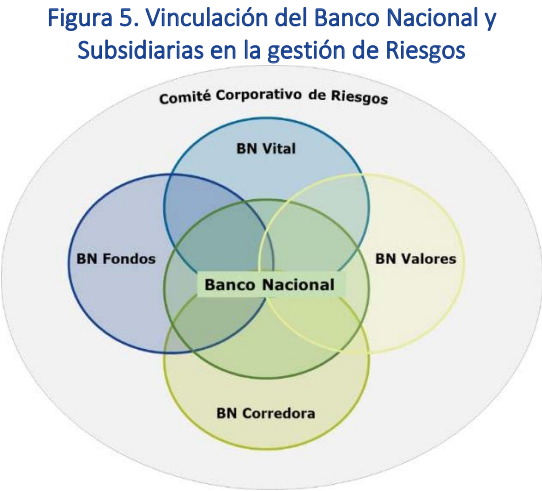 Figura 5. Vinculación del Banco Nacional y
Subsidiarias en la gestión de Riesgos
Comité Corporativo de Riesgos
BN Vital
BN Fondos
BN Valores
Banco Nacional
BN Corredora